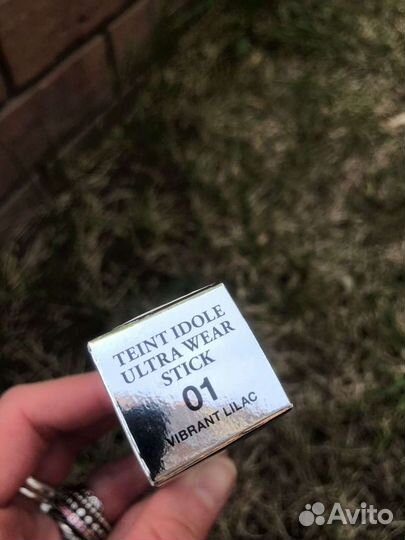 TEINT IDOLE
ULTRA WEAR
STICK
01
VIBRANT LILAC
Avito